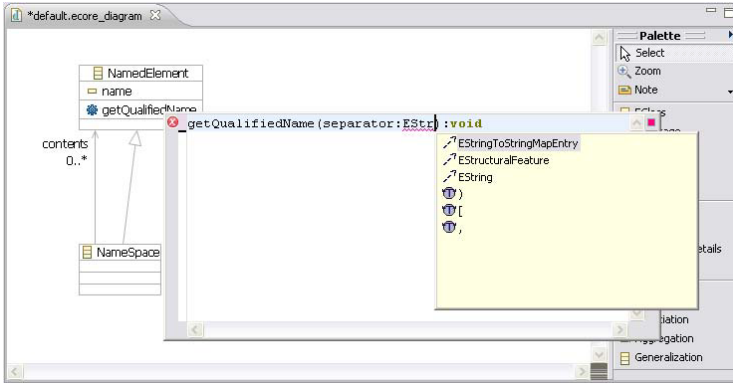 *default.ecore_diagram
Palette
Select
Zoom
Note
NamedElement
name
getQualifiedName
contents
0..*
NameSpace
getQualifiedName(separator:EStr):void
EStringToStringMapEntry
EStructuralFeature
EString
)
[
,
Generalization